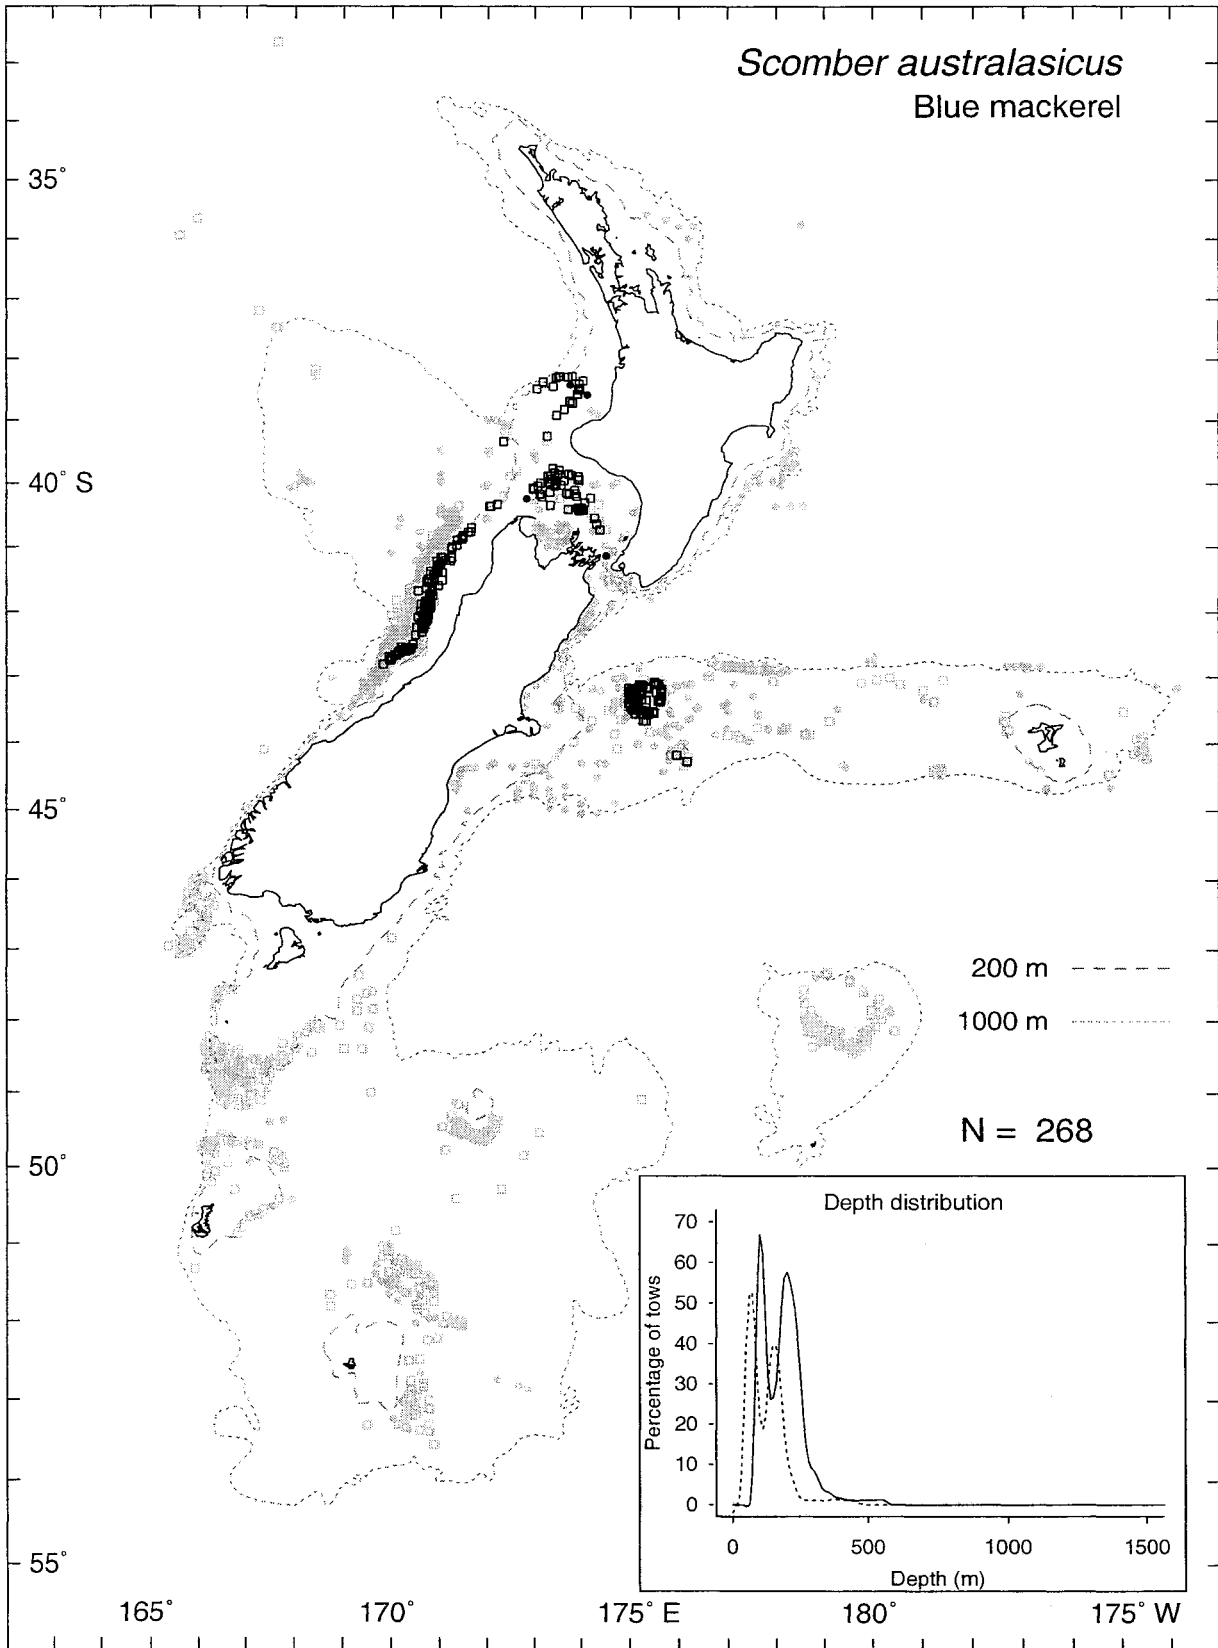 Scomber australasicus
Blue mackerel
35°
40° S
45°
50°
55°
200 m
1000 m
N = 268
Depth distribution
Percentage of tows
70
60
50
40
30
20
10
0
0 500 1000 1500
Depth (m)
165° 170° 175° E 180° 175° W